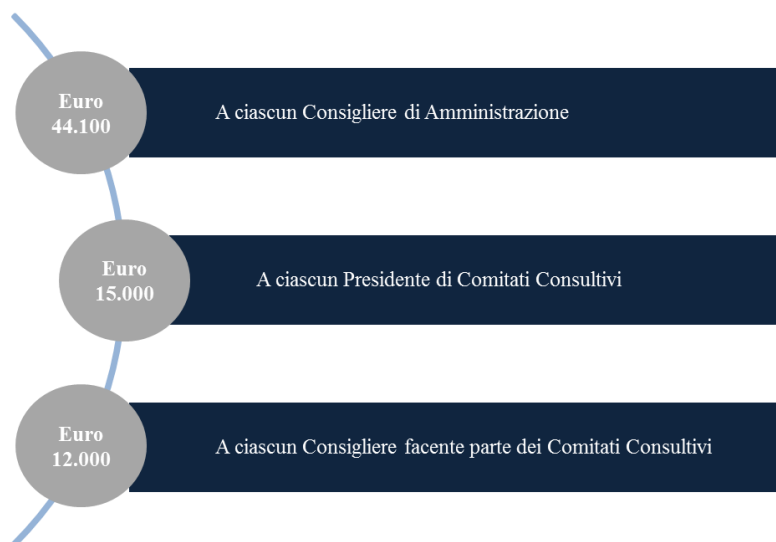 Euro
44.100
A ciascun Consigliere di Amministrazione
Euro
15.000
A ciascun Presidente di Comitati Consultivi
Euro
12.000
A ciascun Consigliere facente parte dei Comitati Consultivi